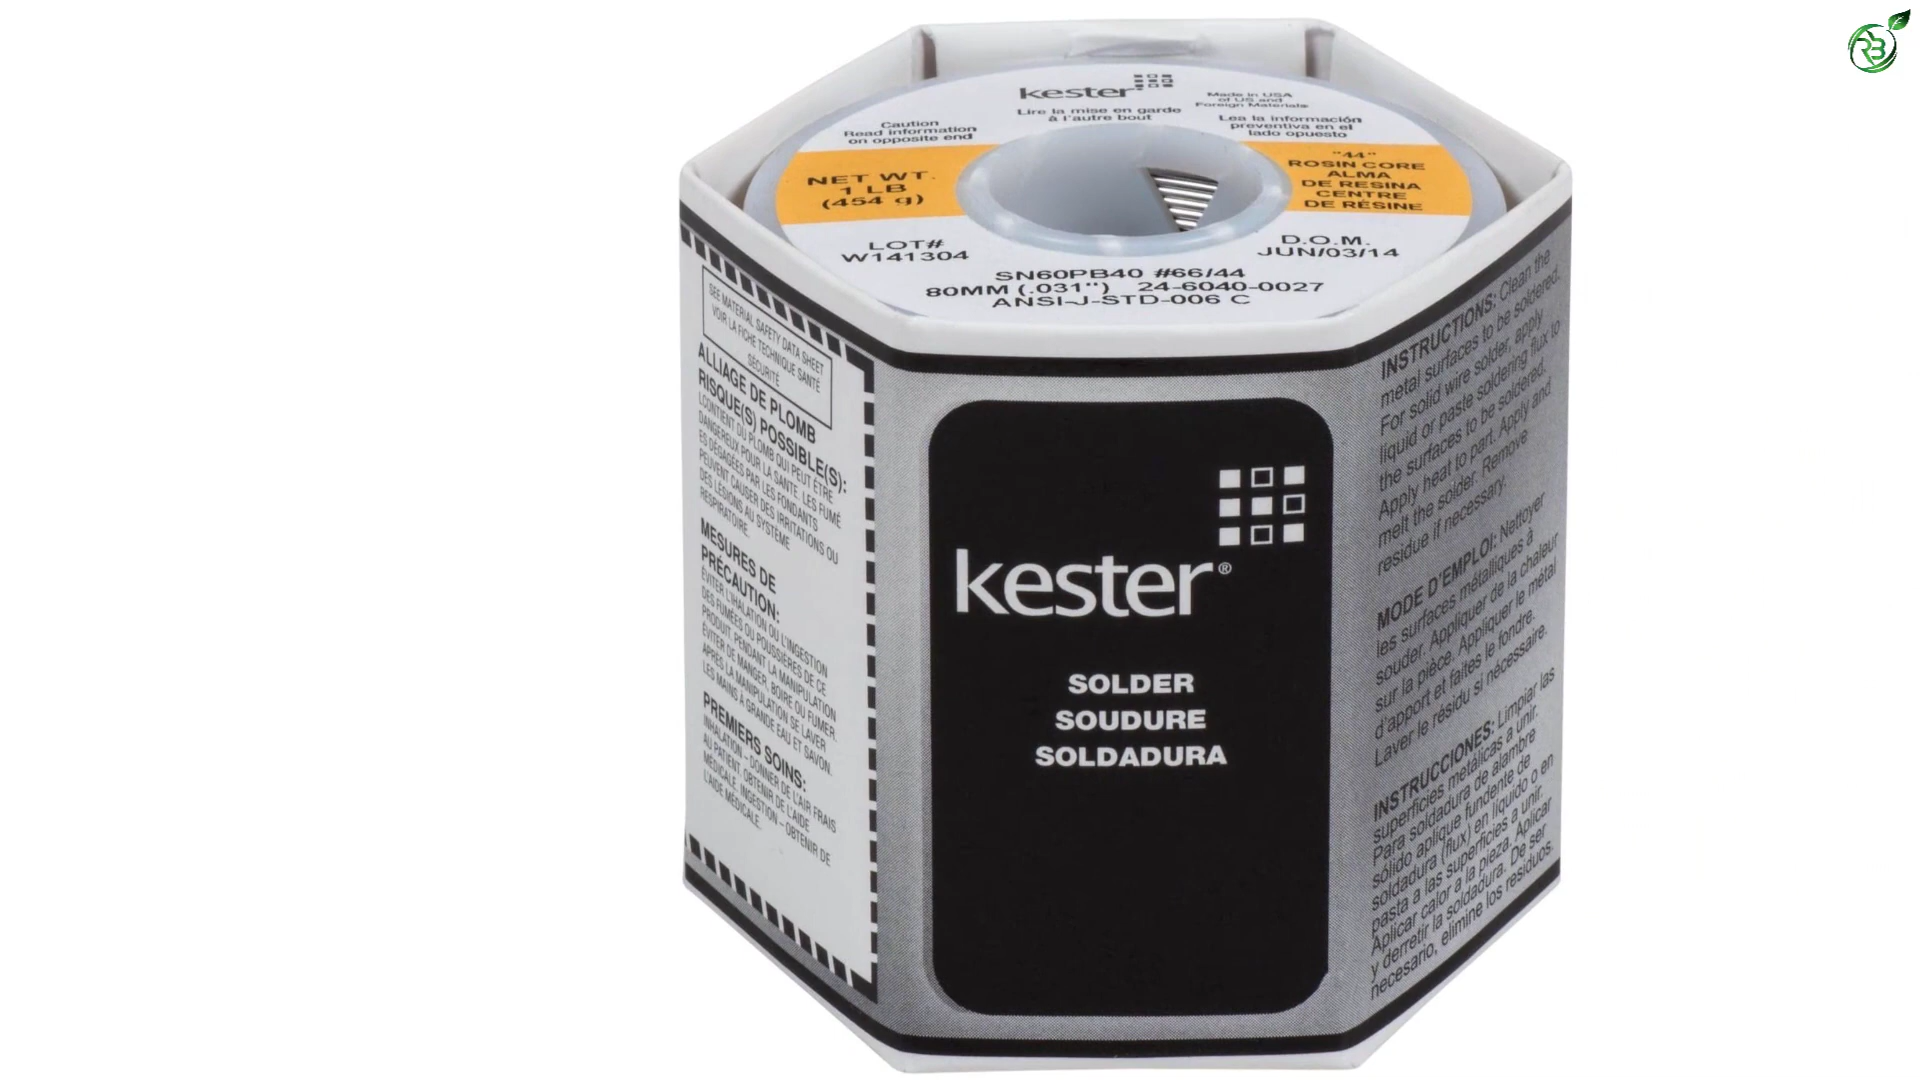 kester
Made in USA
of US and
Foreign Materials
Lire la mise en garde
à l'autre bout
Caution
Read information
on opposite end
Lea la información
preventiva en el
lado opuesto
NET WT.
1 LB
(454 g)
"44"
ROSIN CORE
ALMA
DE RESINA
CENTRE
DE RÉSINE
LOT#
W141304
D.O.M.
JUN/03/14
SN60PB40 #66/44
80MM (.031") 24-6040-0027
ANSI-J-STD-006 C
SEE MATERIAL SAFETY DATA SHEET
VOIR LA FICHE TECHNIQUE SANTÉ
SÉCURITÉ
ALLIAGE DE PLOMB
RISQUE(S) POSSIBLE(S):
CONTIENT DU PLOMB QUI PEUT ÊTRE
DANGEREUX POUR LA SANTÉ. LES FUMÉ
ES DÉGAGÉES PAR LES FONDANTS
PEUVENT CAUSER DES IRRITATIONS OU
DES LÉSIONS AU SYSTÈME
RESPIRATOIRE.
MESURES DE
PRÉCAUTION:
ÉVITER L'IHALATION OU L'INGESTION
DES FUMÉES OU POUSSIÈRES DE CE
PRODUIT. PENDANT LA MANIPULATION
ÉVITER DE MANGER, BOIRE OU FUMER.
APRÈS LA MANIPULATION SE LAVER
LES MAINS À GRANDE EAU ET SAVON.
PREMIERS SOINS:
INHALATION – DONNER DE L'AIR FRAIS
AU PATIENT, OBTENIR DE L'AIDE
MÉDICALE. INGESTION – OBTENIR DE
L'AIDE MÉDICALE.
kester®
SOLDER
SOUDURE
SOLDADURA
INSTRUCTIONS: Clean the
metal surfaces to be soldered.
For solid wire solder, apply
liquid or paste soldering flux to
the surfaces to be soldered.
Apply heat to part. Apply and
melt the solder. Remove
residue if necessary.
MODE D'EMPLOI: Nettoyer
les surfaces métalliques à
souder. Appliquer de la chaleur
sur la pièce. Appliquer le métal
d'apport et faites le fondre.
Laver le résidu si nécessaire.
INSTRUCCIONES: Limpiar las
superficies metálicas a unir.
Para soldadura de alambre
sólido aplique fundente de
soldadura (flux) en líquido o en
pasta a las superficies a unir.
Aplicar calor a la pieza. Aplicar
y derretir la soldadura. De ser
necesario, elimine los residuos.